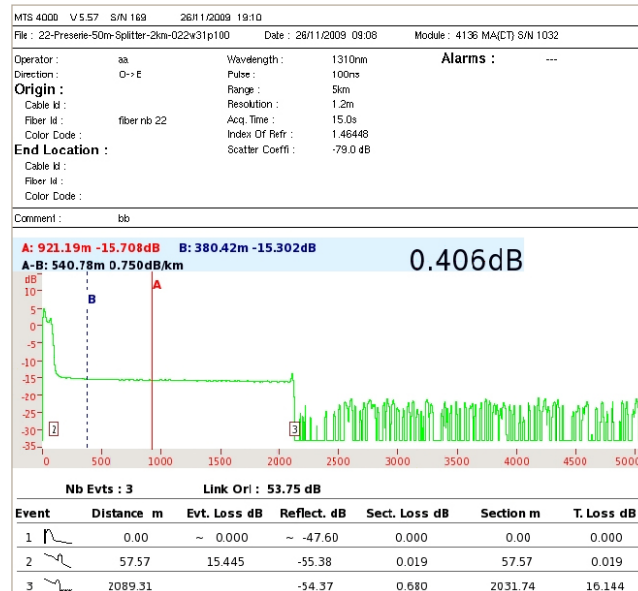 MTS 4000 V 5.57 S/N 169 26/11/2009 19:10
File : 22-Preserie-50m-Splitter-2km-022w31p100 Date : 26/11/2009 09:08 Module : 4136 MA(CT) S/N 1032
Operator : aa Wavelength : 1310nm Alarms : ---
Direction : O->E Pulse : 100ns
Origin : Range : 5km
Cable Id : Resolution : 1.2m
Fiber Id : fiber nb 22 Acq. Time : 15.0s
Color Code : Index Of Refr : 1.46448
End Location : Scatter Coeffi : -79.0 dB
Cable Id :
Fiber Id :
Color Code :
Comment : bb
A: 921.19m -15.708dB B: 380.42m -15.302dB
A-B: 540.78m 0.750dB/km 0.406dB
dB
10
5
0
-5
-10
-15
-20
-25
-30
-35
B A
2 3
0 500 1000 1500 2000 2500 3000 3500 4000 4500 5000
Nb Evts : 3 Link Orl : 53.75 dB
Event Distance m Evt. Loss dB Reflect. dB Sect. Loss dB Section m T. Loss dB
1 0.00 ~ 0.000 ~ -47.60 0.000 0.00 0.000
2 57.57 15.445 -55.38 0.019 57.57 0.019
3 2089.31 -54.37 0.680 2031.74 16.144